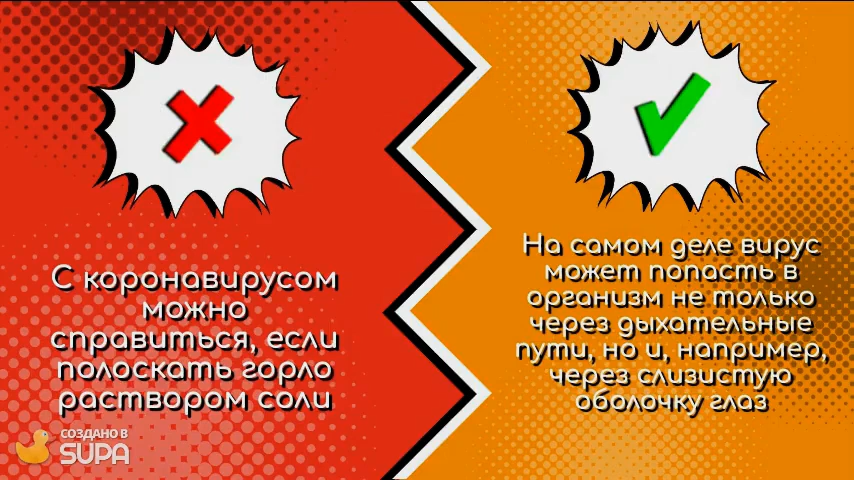 С коронавирусом
можно
справиться, если
полоскать горло
раствором соли
На самом деле вирус
может попасть в
организм не только
через дыхательные
пути, но и, например,
через слизистую
оболочку глаз
СОЗДАНО В
SUPA